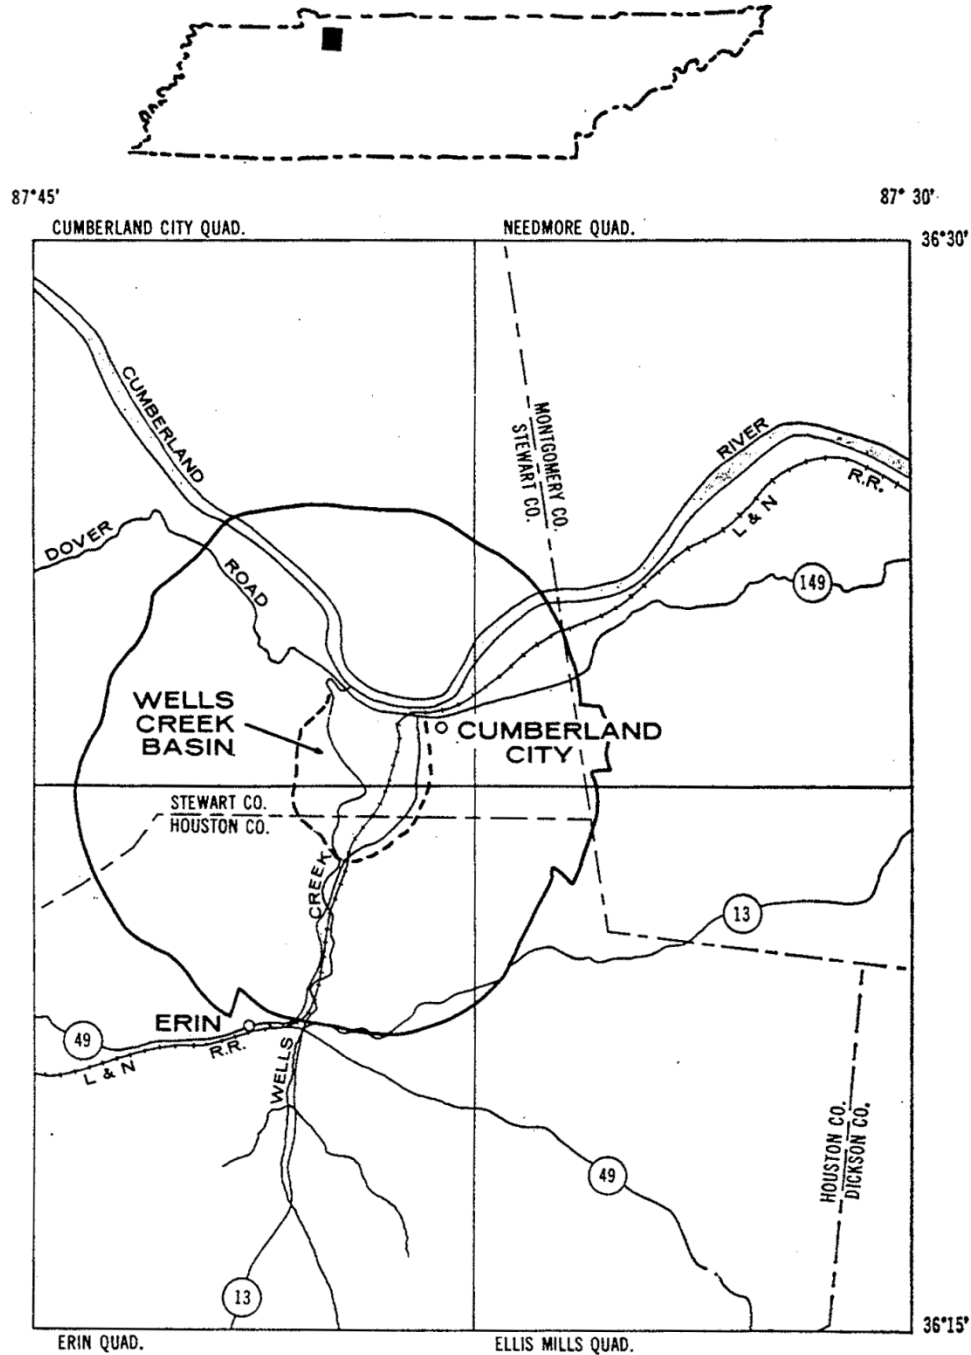 87°45'
87° 30'
CUMBERLAND CITY QUAD.
NEEDMORE QUAD.
36°30'
CUMBERLAND
RIVER
MONTGOMERY CO.
STEWART CO.
R.R.
L & N
DOVER
ROAD
149
WELLS
CREEK
BASIN
CUMBERLAND
CITY
STEWART CO.
HOUSTON CO.
CREEK
13
ERIN
49
R.R.
L & N
WELLS
HOUSTON CO.
DICKSON CO.
49
13
36°15'
ERIN QUAD.
ELLIS MILLS QUAD.